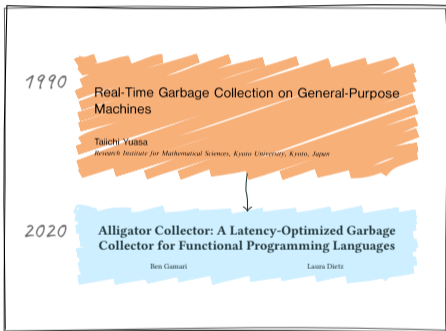 1990
Real-Time Garbage Collection on General-Purpose
Machines
Taiichi Yuasa
Research Institute for Mathematical Sciences, Kyoto University, Kyoto, Japan
2020
Alligator Collector: A Latency-Optimized Garbage
Collector for Functional Programming Languages
Ben Gamari Laura Dietz